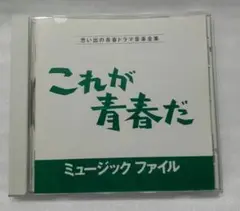 思い出の青春ドラマ音楽全集
これが
青春だ
ミュージック ファイル